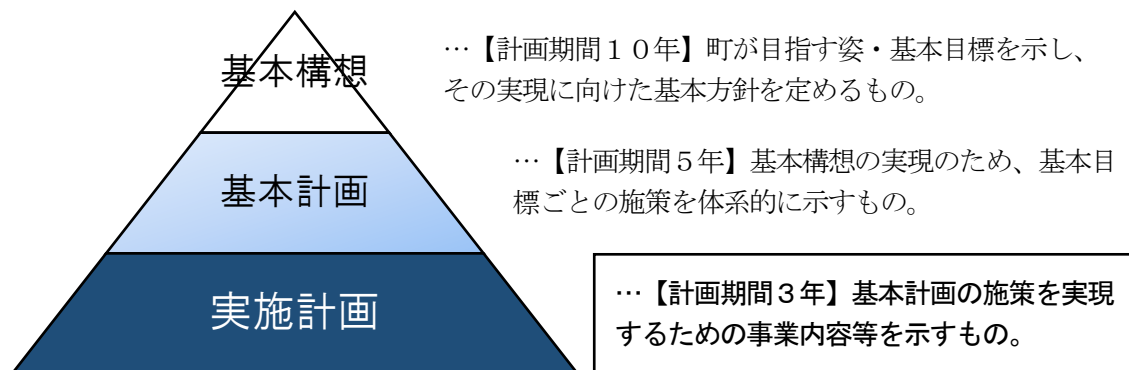 基本構想
…【計画期間１０年】町が目指す姿・基本目標を示し、
その実現に向けた基本方針を定めるもの。
基本計画
…【計画期間５年】基本構想の実現のため、基本目
標ごとの施策を体系的に示すもの。
実施計画
…【計画期間３年】基本計画の施策を実現
するための事業内容等を示すもの。